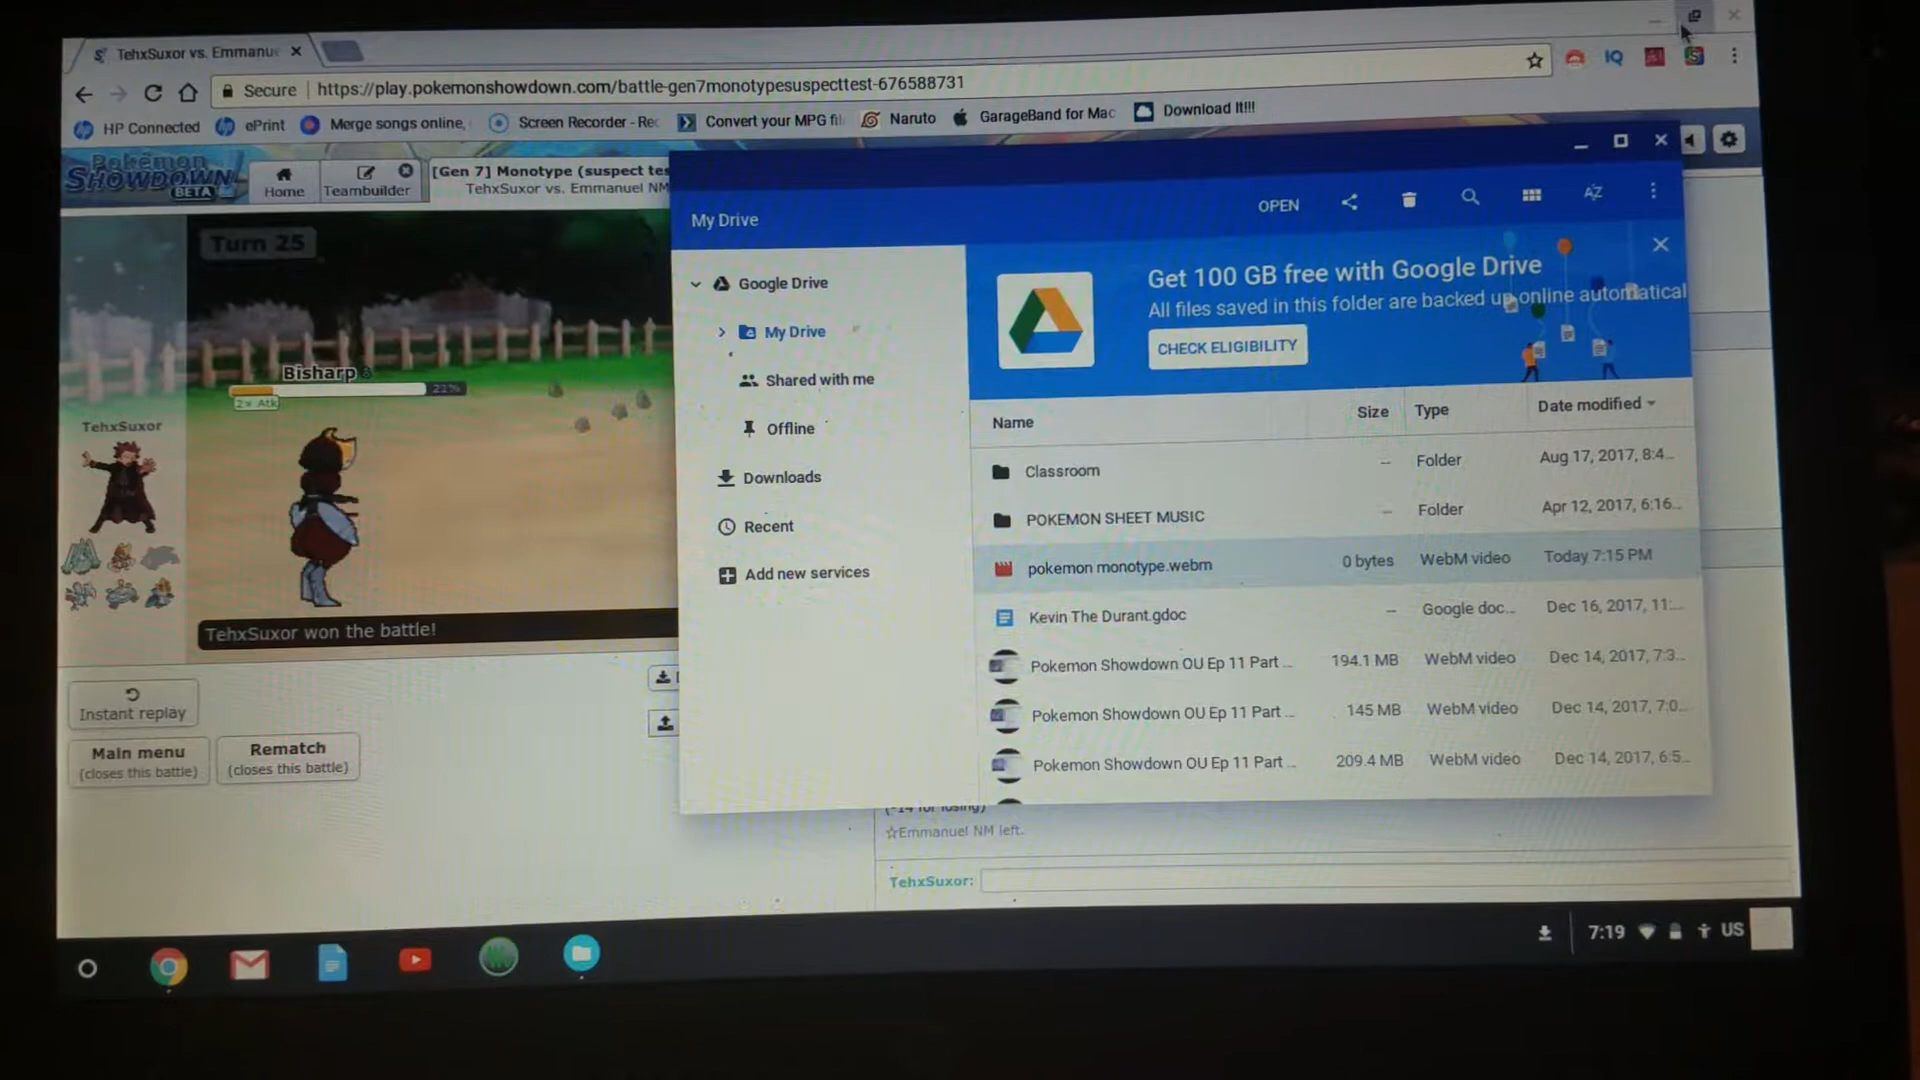 TehxSuxor vs. Emmanu
Secure
https://play.pokemonshowdown.com/battle-gen7monotypesuspecttest-676588731
IQ
HP Connected
ePrint
Merge songs online,
Screen Recorder - Rec
Convert your MPG fil
Naruto
GarageBand for Mac
Download It!!!
Pokémon
SHOWDOWN
BETA
Home
Teambuilder
[Gen 7] Monotype (suspect tes
TehxSuxor vs. Emmanuel NM
Turn 25
Bisharp
21%
2× Atk
TehxSuxor
TehxSuxor won the battle!
Instant replay
Main menu
(closes this battle)
Rematch
(closes this battle)
My Drive
OPEN
AZ
Google Drive
My Drive
Shared with me
Offline
Downloads
Recent
Add new services
Get 100 GB free with Google Drive
All files saved in this folder are backed up online automatical
CHECK ELIGIBILITY
Name Size Type Date modified
Classroom -- Folder Aug 17, 2017, 8:4...
POKEMON SHEET MUSIC -- Folder Apr 12, 2017, 6:16...
pokemon monotype.webm 0 bytes WebM video Today 7:15 PM
Kevin The Durant.gdoc -- Google doc... Dec 16, 2017, 11:...
Pokemon Showdown OU Ep 11 Part ... 194.1 MB WebM video Dec 14, 2017, 7:3...
Pokemon Showdown OU Ep 11 Part ... 145 MB WebM video Dec 14, 2017, 7:0...
Pokemon Showdown OU Ep 11 Part ... 209.4 MB WebM video Dec 14, 2017, 6:5...
☆Emmanuel NM left.
TehxSuxor:
7:19
US